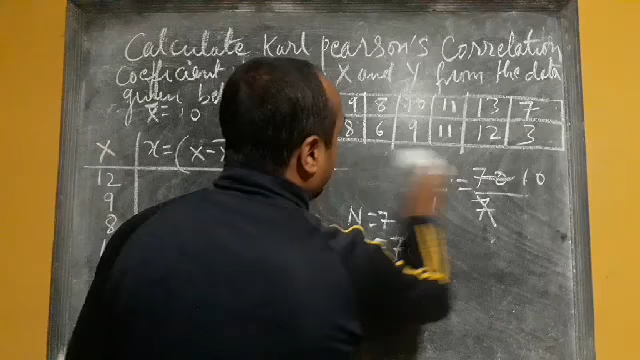 Calculate Karl pearson's Correlation
Coefficient X and Y from the data
given
9 8 10 11 13 7
8 6 9 11 12 3
X̄ = 10
X x = (X - X̄
12
9
8
= 70 10
7
N = 7
= 7